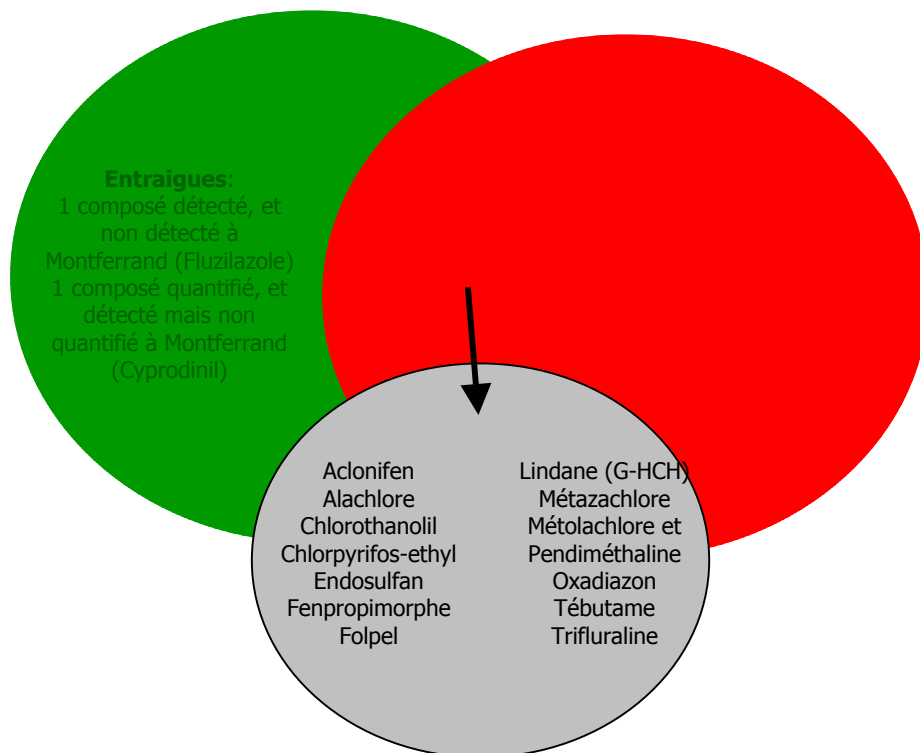 Entraigues:
1 composé détecté, et
non détecté à
Montferrand (Fluzilazole)
1 composé quantifié, et
détecté mais non
quantifié à Montferrand
(Cyprodinil)
Aclonifen
Alachlore
Chlorothanolil
Chlorpyrifos-ethyl
Endosulfan
Fenpropimorphe
Folpel
Lindane (G-HCH)
Métazachlore
Métolachlore et
Pendiméthaline
Oxadiazon
Tébutame
Trifluraline